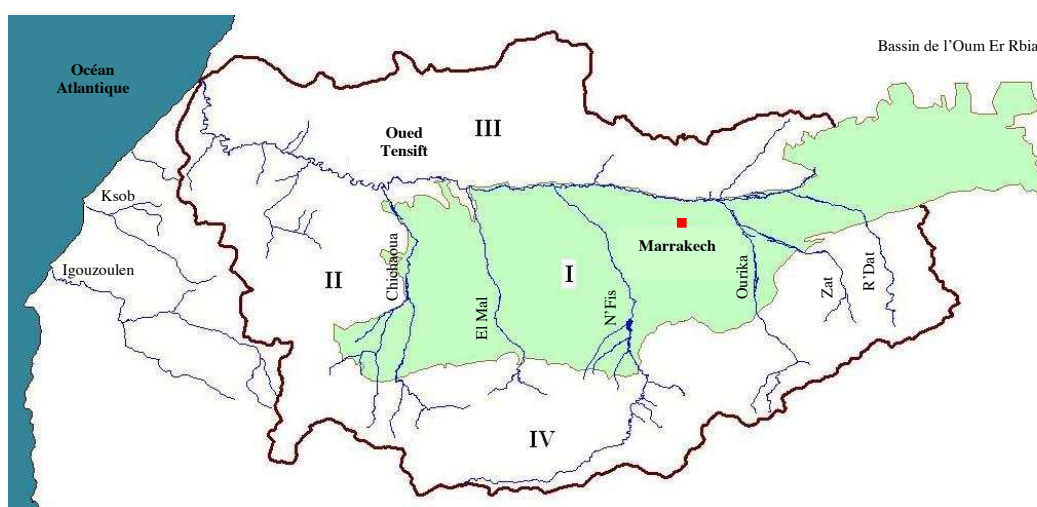 Bassin de l'Oum Er Rbia
Océan
Atlantique
III
Oued
Tensift
Ksob
Marrakech
Igouzoulen
II
Chichaoua
I
El Mal
N'Fis
Ourika
Zat
R'Dat
IV